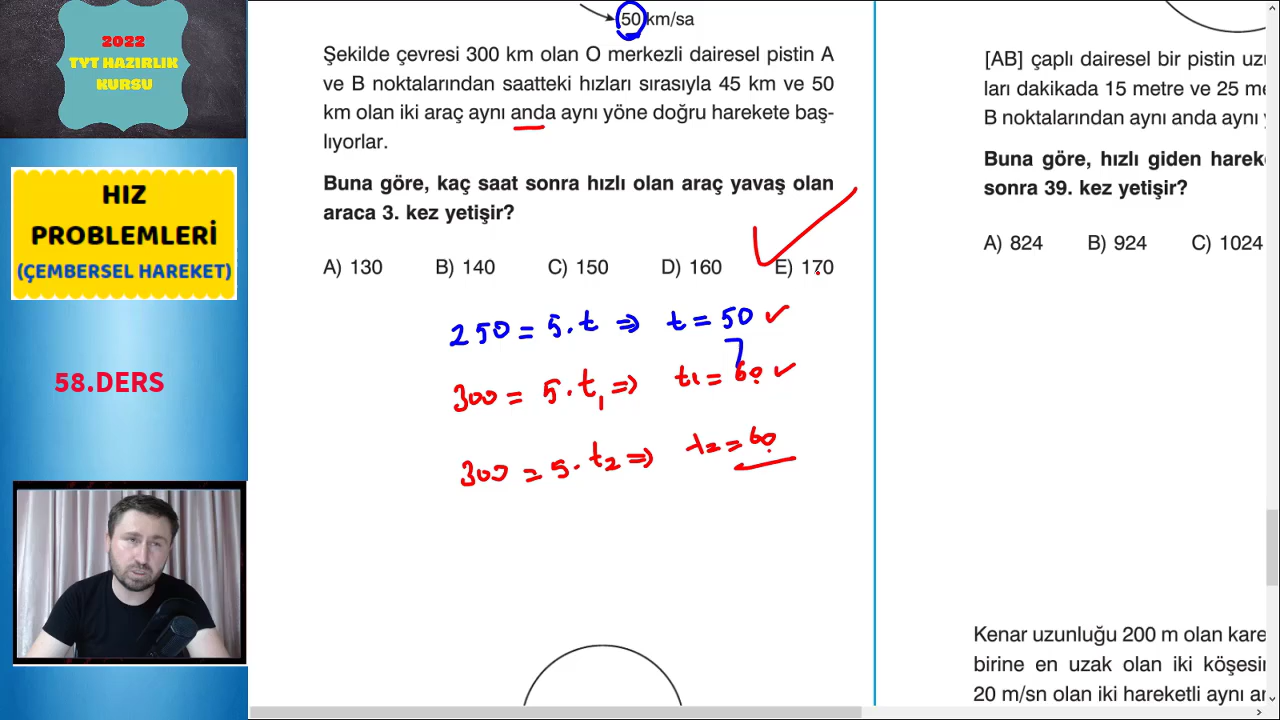 2022
TYT HAZIRLIK
KURSU
HIZ
PROBLEMLERİ
(ÇEMBERSEL HAREKET)
58.DERS
50 km/sa
Şekilde çevresi 300 km olan O merkezli dairesel pistin A
ve B noktalarından saatteki hızları sırasıyla 45 km ve 50
km olan iki araç aynı anda aynı yöne doğru harekete baş-
lıyorlar.
Buna göre, kaç saat sonra hızlı olan araç yavaş olan
araca 3. kez yetişir?
A) 130 B) 140 C) 150 D) 160 E) 170
250 = 5.t ⇒ t = 50 ✓
300 = 5.t₁ ⇒ t₁ = 60 ✓
300 = 5.t₂ ⇒ t₂ = 60
[AB] çaplı dairesel bir pistin
ları dakikada 15 metre ve 25
B noktalarından aynı anda aynı
Buna göre, hızlı giden
sonra 39. kez yetişir?
A) 824 B) 924 C) 1024
Kenar uzunluğu 200 m olan
birine en uzak olan iki
20 m/sn olan iki hareketli aynı